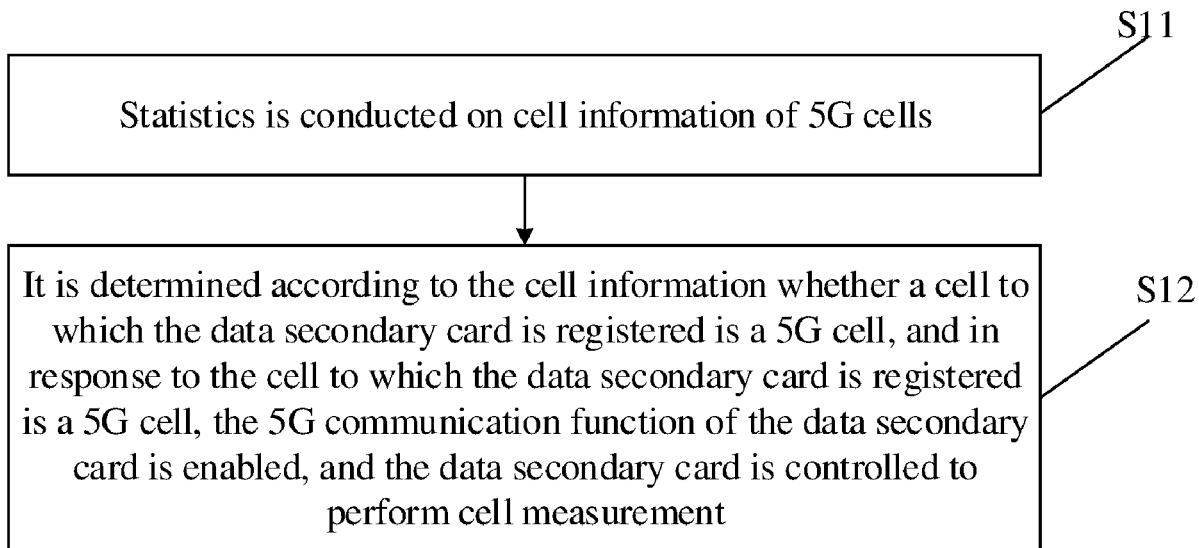 S11
Statistics is conducted on cell information of 5G cells
It is determined according to the cell information whether a cell to
which the data secondary card is registered is a 5G cell, and in
response to the cell to which the data secondary card is registered
is a 5G cell, the 5G communication function of the data secondary
card is enabled, and the data secondary card is controlled to
perform cell measurement
S12